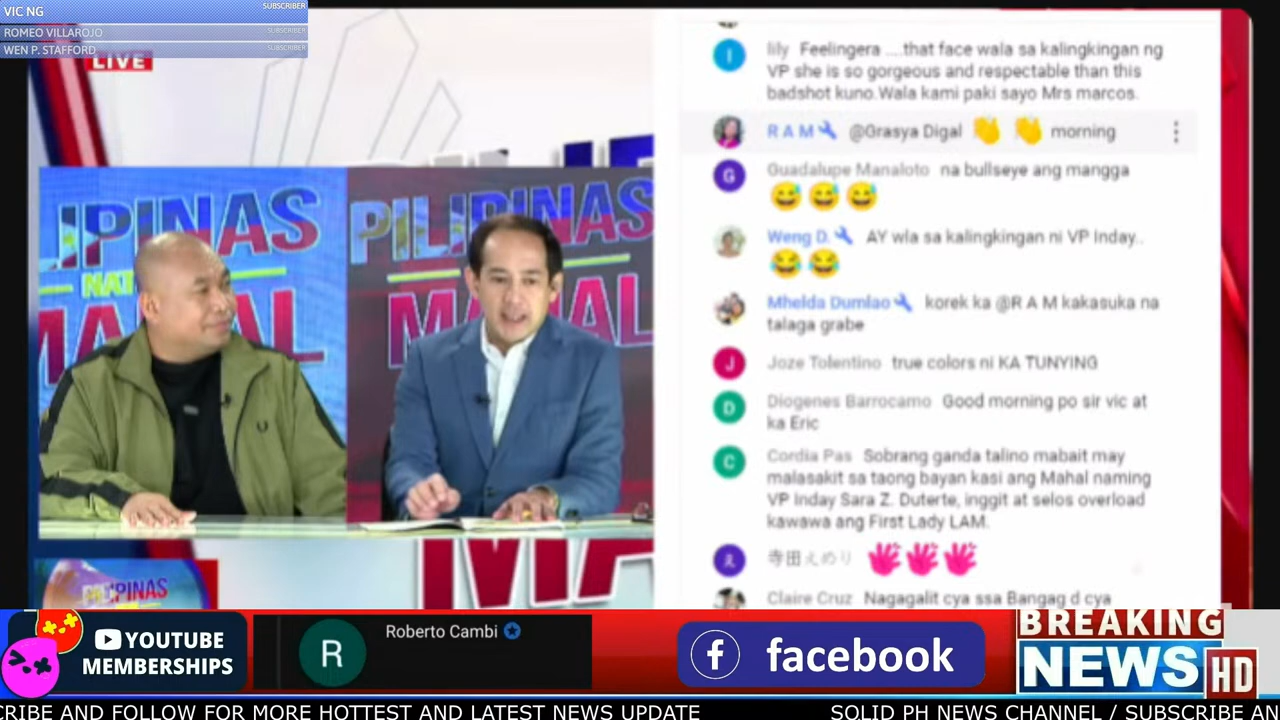 VIC NG
SUBSCRIBER
ROMEO VILLAROJO
SUBSCRIBER
WEN P. STAFFORD
SUBSCRIBER
LIVE
PILIPINAS
PILIPINAS
MAHAL
PILIPINAS
lily Feelingera ....that face wala sa kalingkingan ng
VP she is so gorgeous and respectable than this
badshot kuno.Wala kami paki sayo Mrs marcos.
R A M @Grasya Digal 👏 👏 morning
G
Guadalupe Manaloto na bullseye ang mangga
😅 😅 😅
Weng D. AY wla sa kalingkingan ni VP Inday..
😂 😂
Mhelda Dumlao korek ka @R A M kakasuka na
talaga grabe
J
Joze Tolentino true colors ni KA TUNYING
D
Diogenes Barrocamo Good morning po sir vic at
ka Eric
C
Cordia Pas Sobrang ganda talino mabait may
malasakit sa taong bayan kasi ang Mahal naming
VP Inday Sara Z. Duterte, inggit at selos overload
kawawa ang First Lady LAM.
寺田えめり
Claire Cruz Nagagalit cya ssa Bangag d cya
YOUTUBE
MEMBERSHIPS
R
Roberto Cambi
facebook
BREAKING
NEWS HD
CRIBE AND FOLLOW FOR MORE HOTTEST AND LATEST NEWS UPDATE
SOLID PH NEWS CHANNEL / SUBSCRIBE AN